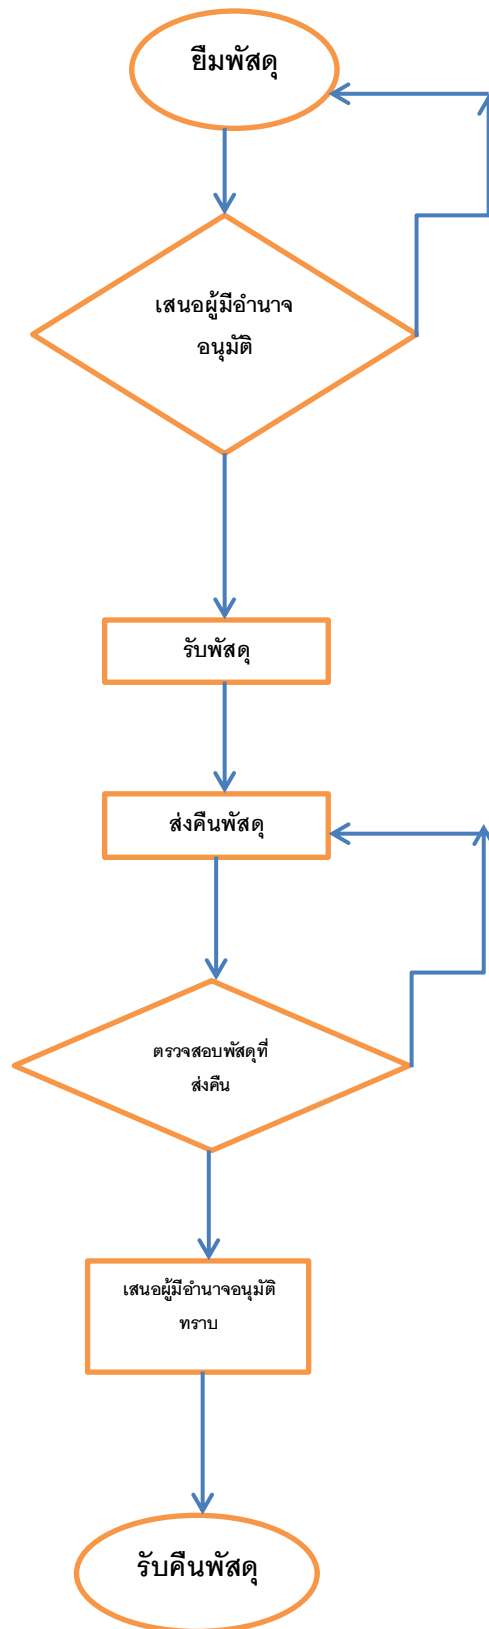 ยืมพัสดุ
เสนอผู้มีอำนาจ
อนุมัติ
รับพัสดุ
ส่งคืนพัสดุ
ตรวจสอบพัสดุที่
ส่งคืน
เสนอผู้มีอำนาจอนุมัติ
ทราบ
รับคืนพัสดุ